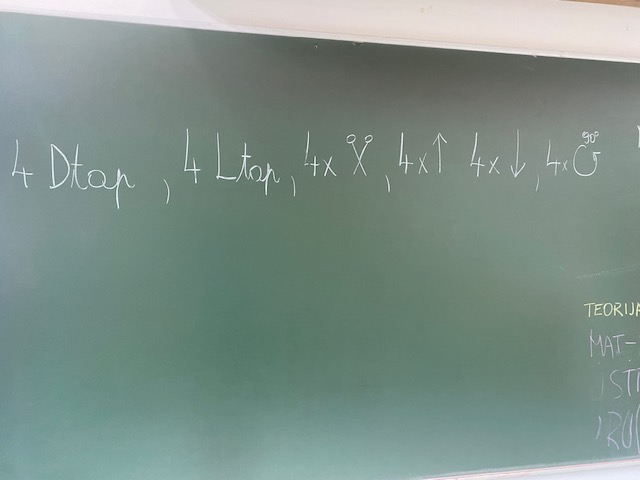 4 Dtap, 4 Ltap, 4x, 4x↑ 4x↓, 4x↺ 90°
TEORIJA
MAT-